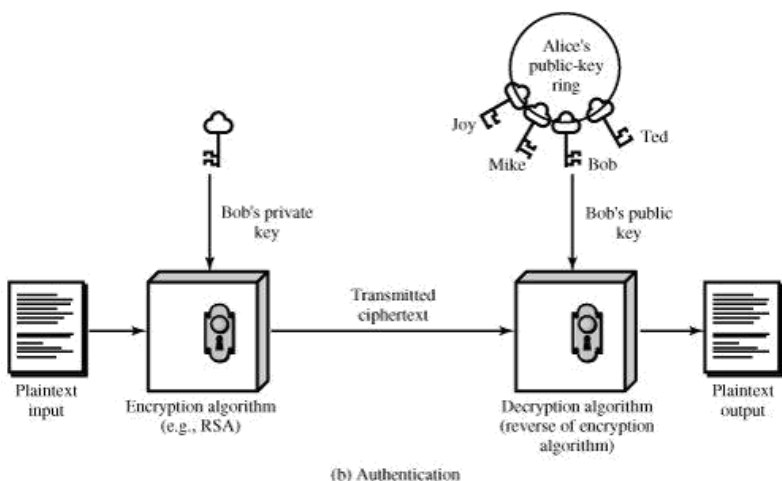 Alice's
public-key
ring
Joy
Mike
Bob
Ted
Bob's private
key
Bob's public
key
Transmitted
ciphertext
Plaintext
input
Encryption algorithm
(e.g., RSA)
Decryption algorithm
(reverse of encryption
algorithm)
Plaintext
output
(b) Authentication